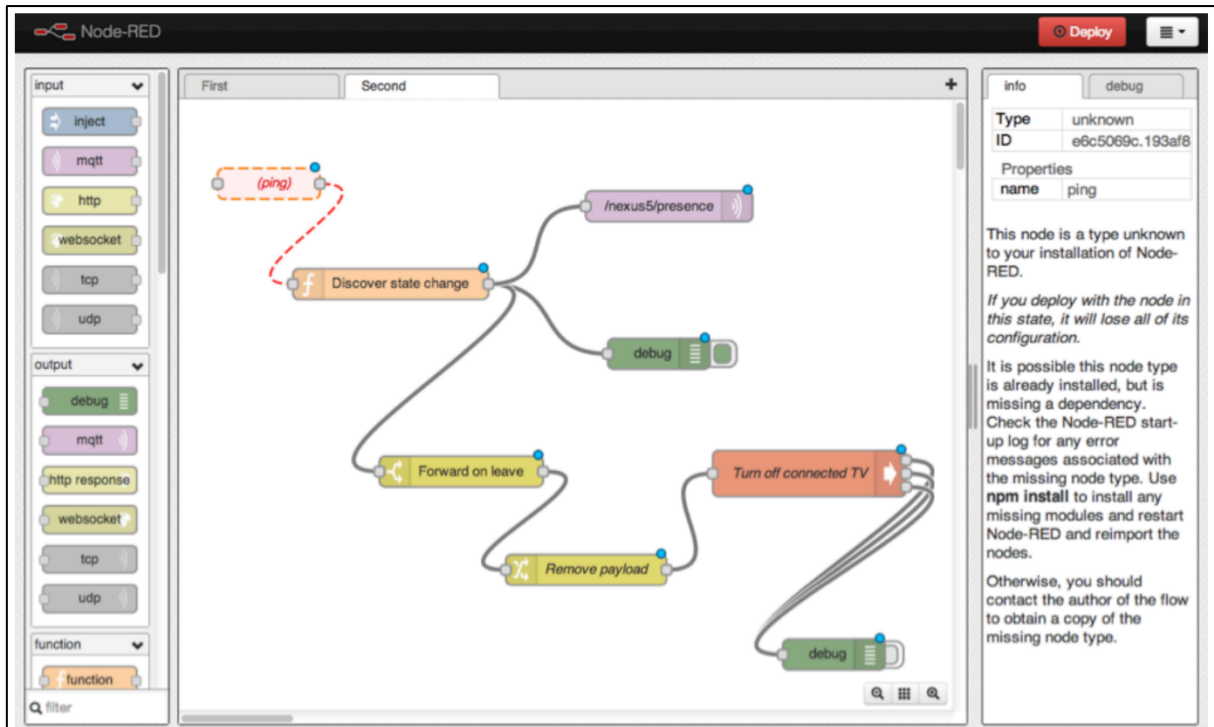 Node-RED
Deploy
input
inject
mqtt
http
websocket
tcp
udp
output
debug
mqtt
http response
websocket
tcp
udp
function
function
filter
First
Second
(ping)
/nexus5/presence
Discover state change
debug
Forward on leave
Turn off connected TV
Remove payload
debug
info
debug
Type unknown
ID e6c5069c.193af8
Properties
name ping
This node is a type unknown
to your installation of Node-
RED.
If you deploy with the node in
this state, it will lose all of its
configuration.
It is possible this node type
is already installed, but is
missing a dependency.
Check the Node-RED start-
up log for any error
messages associated with
the missing node type. Use
npm install to install any
missing modules and restart
Node-RED and reimport the
nodes.
Otherwise, you should
contact the author of the flow
to obtain a copy of the
missing node type.